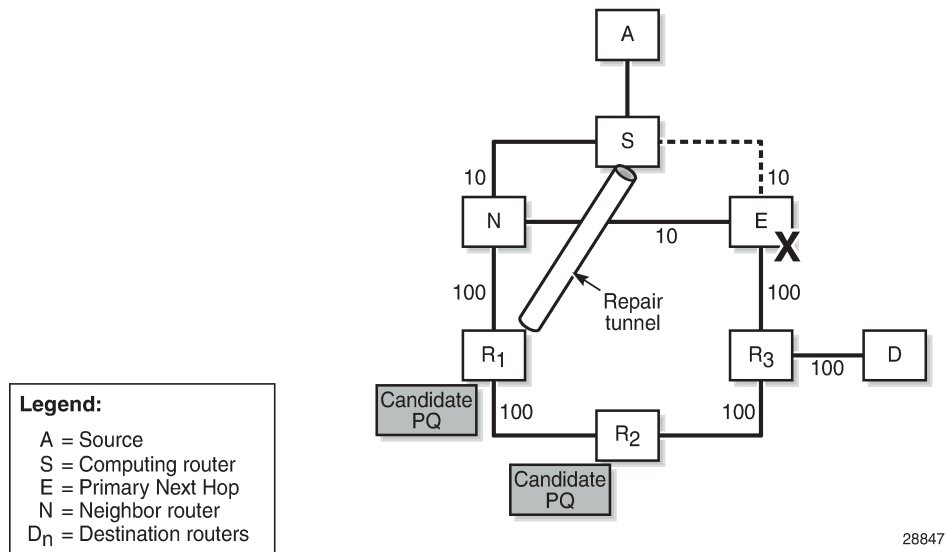 A
S
10
10
N
E
X
10
100
100
Repair
tunnel
R1
R3
D
100
Candidate
PQ
100
100
R2
Candidate
PQ
Legend:
A = Source
S = Computing router
E = Primary Next Hop
N = Neighbor router
Dn = Destination routers
28847